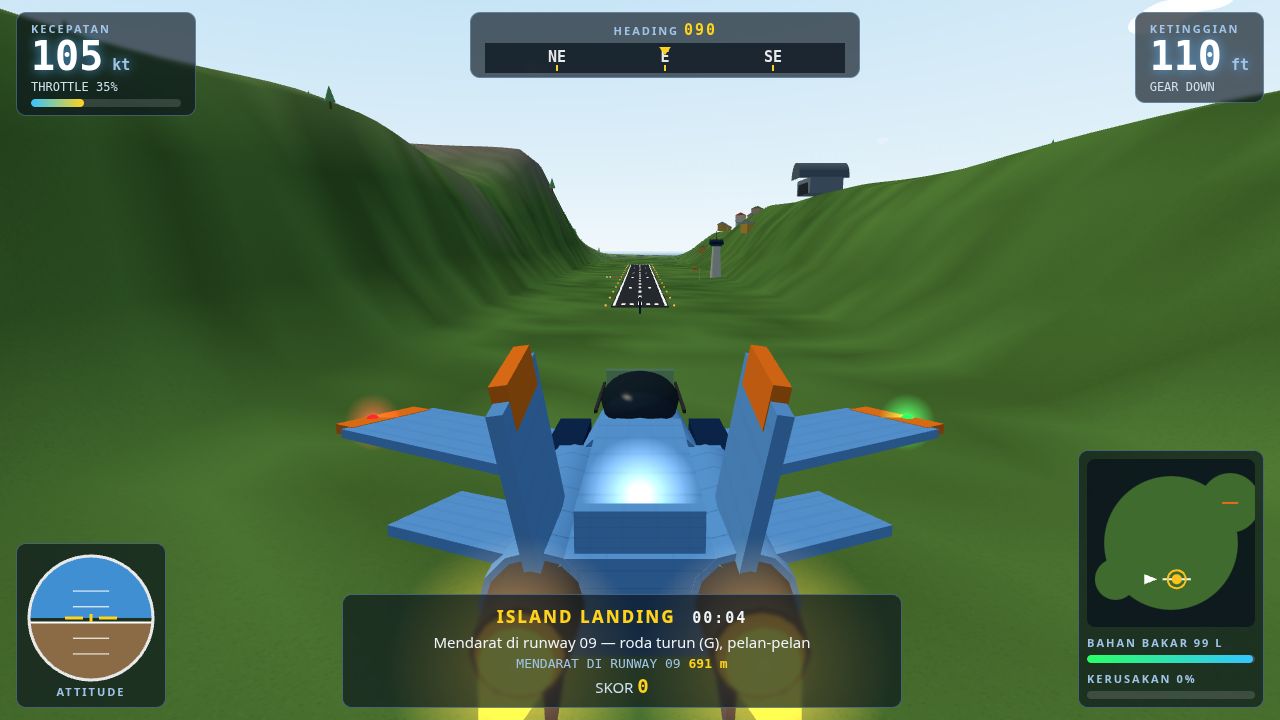 KECEPATAN
105 kt
THROTTLE 35%
HEADING 090
NE E SE
KETINGGIAN
110 ft
GEAR DOWN
ATTITUDE
ISLAND LANDING 00:04
Mendarat di runway 09 — roda turun (G), pelan-pelan
MENDARAT DI RUNWAY 09 691 m
SKOR 0
BAHAN BAKAR 99 L
KERUSAKAN 0%